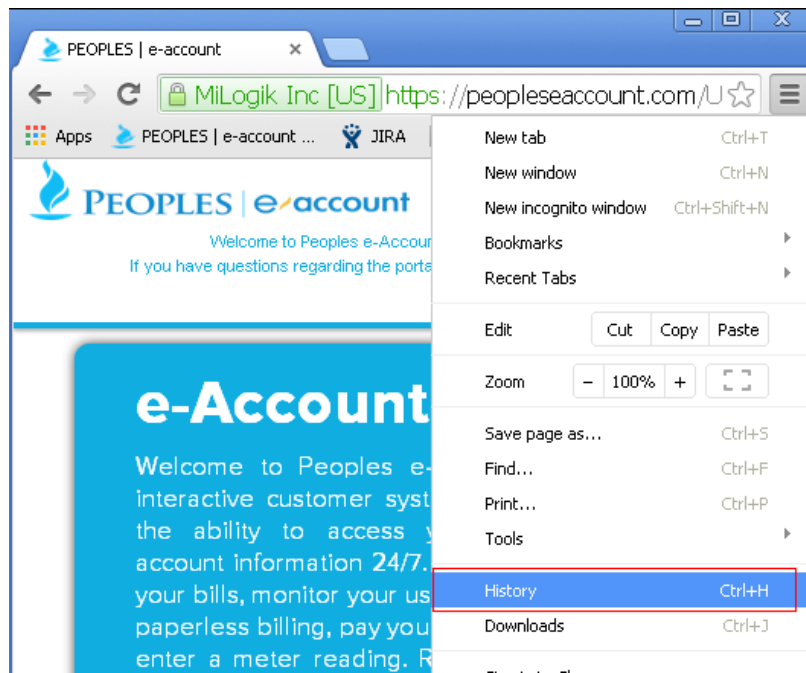 PEOPLES | e-account
MiLogik Inc [US] https://peopleseaccount.com/U
Apps PEOPLES | e-account ... JIRA
PEOPLES | e-account
Welcome to Peoples e-Accour
If you have questions regarding the porta
e-Account
Welcome to Peoples e-
interactive customer syst
the ability to access
account information 24/7.
your bills, monitor your us
paperless billing, pay you
enter a meter reading. R
New tab Ctrl+T
New window Ctrl+N
New incognito window Ctrl+Shift+N
Bookmarks
Recent Tabs
Edit Cut Copy Paste
Zoom - 100% +
Save page as... Ctrl+S
Find... Ctrl+F
Print... Ctrl+P
Tools
History Ctrl+H
Downloads Ctrl+J